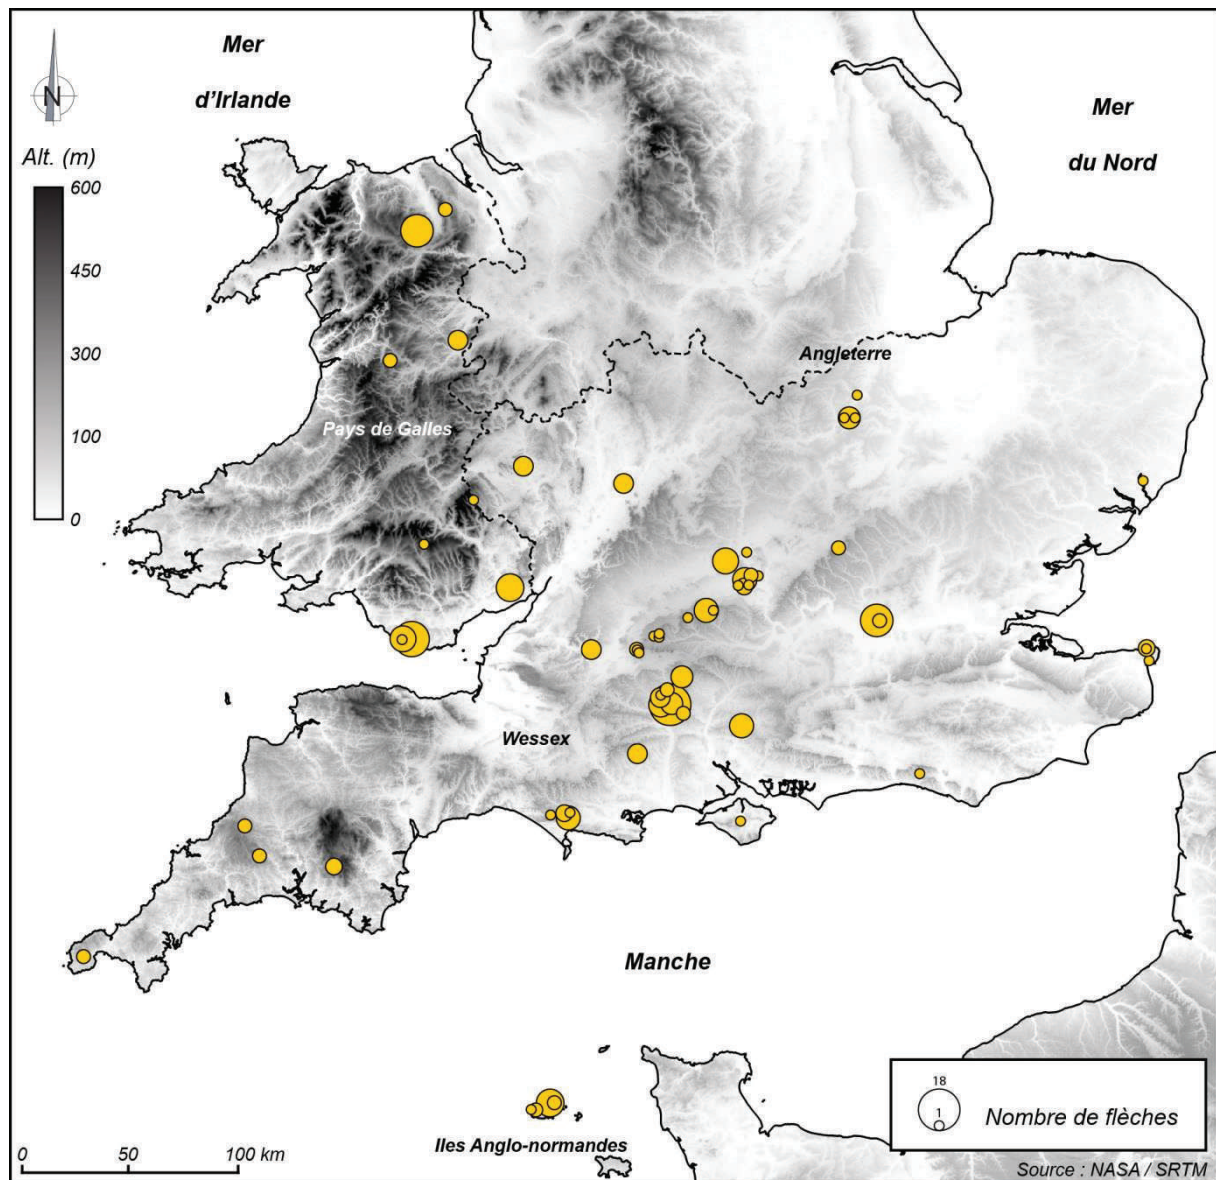 Mer
d'Irlande
Mer
du Nord
N
Alt. (m)
600
450
300
100
0
Angleterre
Pays de Galles
Wessex
Manche
Iles Anglo-normandes
0
50
100 km
18
1
Nombre de flèches
Source : NASA / SRTM